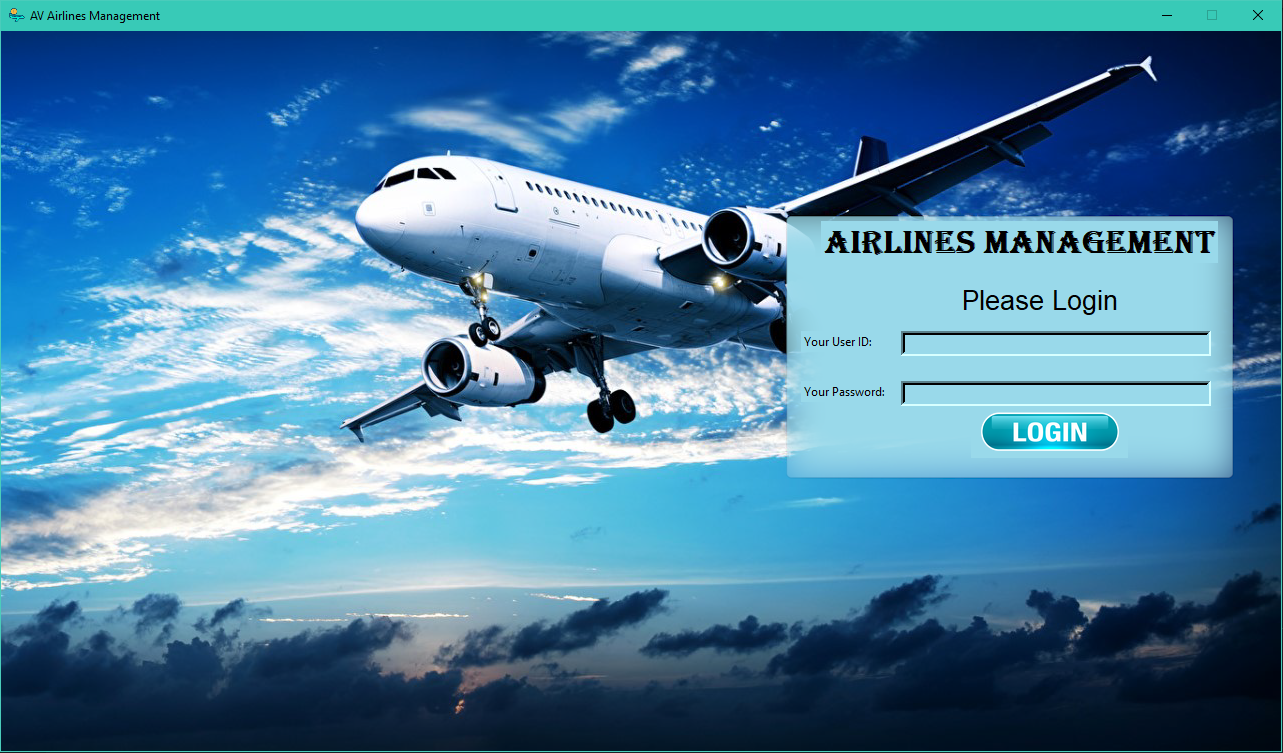 AV Airlines Management
AIRLINES MANAGEMENT
Please Login
Your User ID:
Your Password:
LOGIN